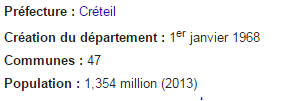 Préfecture : Créteil
Création du département : 1er janvier 1968
Communes : 47
Population : 1,354 million (2013)